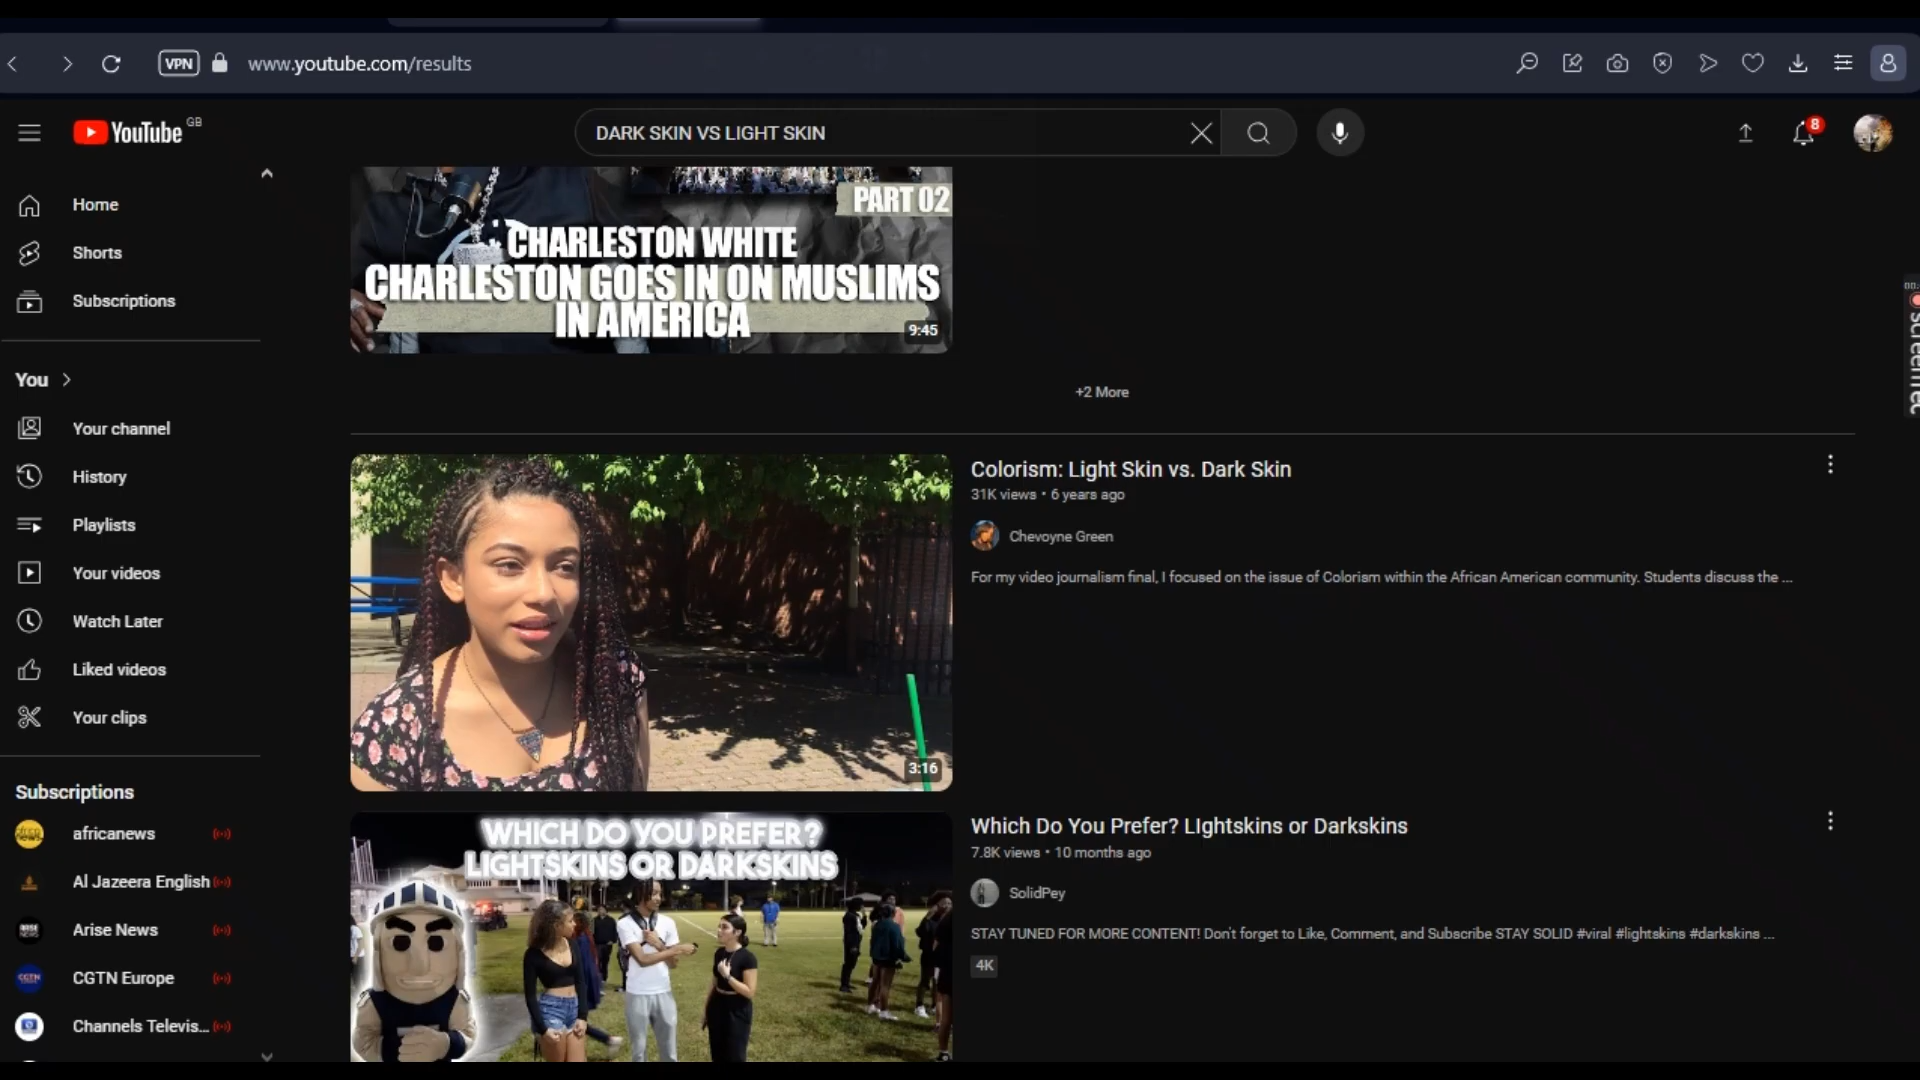 VPN
www.youtube.com/results
YouTube GB
DARK SKIN VS LIGHT SKIN
8
Home
Shorts
Subscriptions
You
Your channel
History
Playlists
Your videos
Watch Later
Liked videos
Your clips
Subscriptions
africanews
Al Jazeera English
Arise News
CGTN Europe
Channels Televis...
PART 02
CHARLESTON WHITE
CHARLESTON GOES IN ON MUSLIMS
IN AMERICA
9:45
+2 More
3:16
Colorism: Light Skin vs. Dark Skin
31K views • 6 years ago
Chevoyne Green
For my video journalism final, I focused on the issue of Colorism within the African American community. Students discuss the ...
WHICH DO YOU PREFER?
LIGHTSKINS OR DARKSKINS
Which Do You Prefer? LIghtskins or Darkskins
7.8K views • 10 months ago
SolidPey
STAY TUNED FOR MORE CONTENT! Don't forget to Like, Comment, and Subscribe STAY SOLID #viral #lightskins #darkskins ...
4K